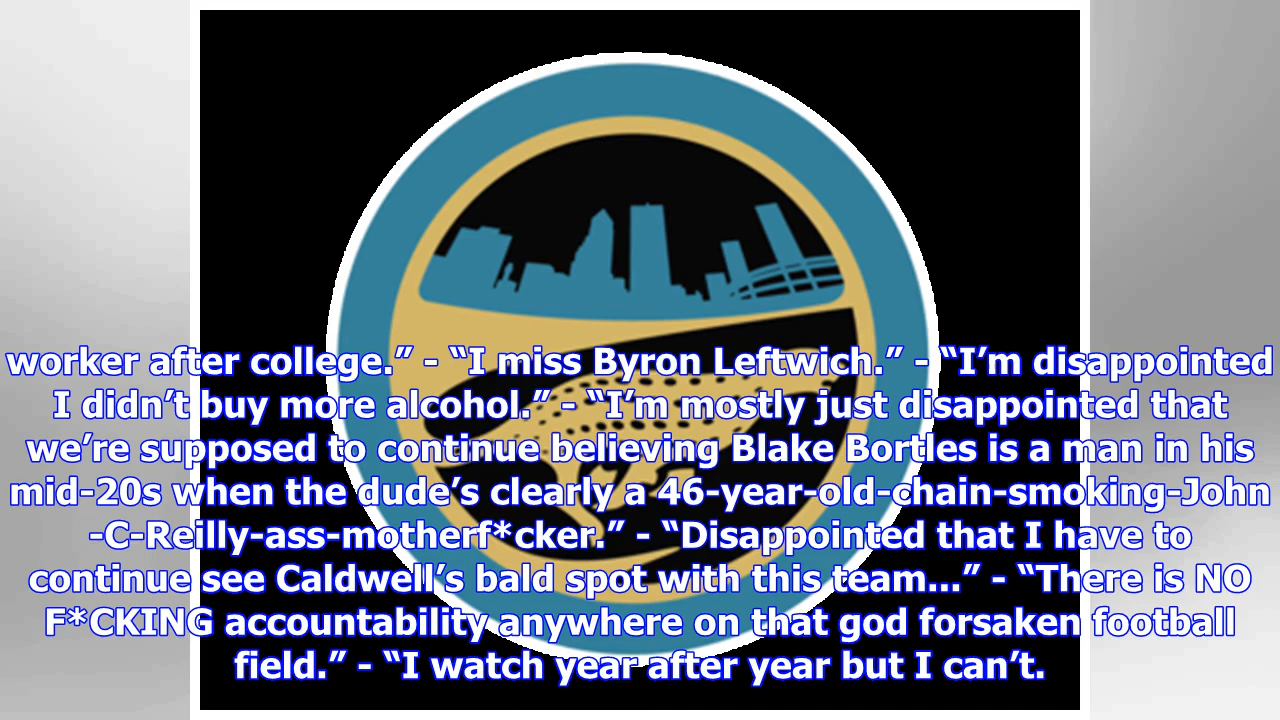 worker after college.” - “I miss Byron Leftwich.” - “I’m disappointed
I didn’t buy more alcohol.” - “I’m mostly just disappointed that
we’re supposed to continue believing Blake Bortles is a man in his
mid-20s when the dude’s clearly a 46-year-old-chain-smoking-John
-C-Reilly-ass-motherf*cker.” - “Disappointed that I have to
continue see Caldwell’s bald spot with this team...” - “There is NO
F*CKING accountability anywhere on that god forsaken football
field.” - “I watch year after year but I can’t.